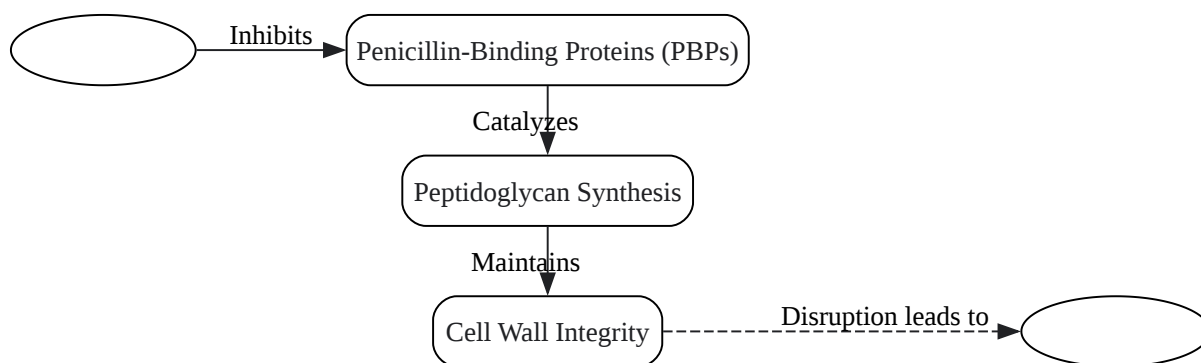 Inhibits
Penicillin-Binding Proteins (PBPs)
Catalyzes
Peptidoglycan Synthesis
Maintains
Cell Wall Integrity
Disruption leads to